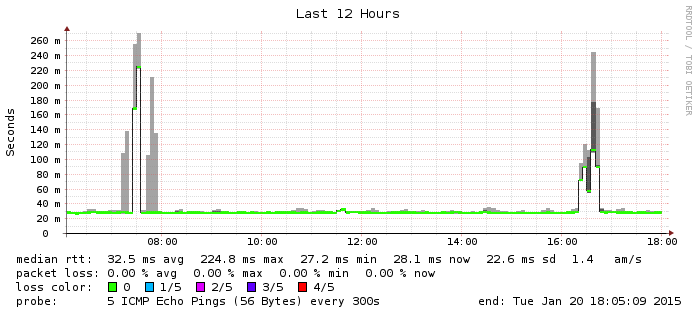 Last 12 Hours
RRDTOOL / TOBI OETIKER
Seconds
260 m
240 m
220 m
200 m
180 m
160 m
140 m
120 m
100 m
80 m
60 m
40 m
20 m
0
08:00 10:00 12:00 14:00 16:00 18:00
median rtt: 32.5 ms avg 224.8 ms max 27.2 ms min 28.1 ms now 22.6 ms sd 1.4 am/s
packet loss: 0.00 % avg 0.00 % max 0.00 % min 0.00 % now
loss color: 0 1/5 2/5 3/5 4/5
probe: 5 ICMP Echo Pings (56 Bytes) every 300s end: Tue Jan 20 18:05:09 2015